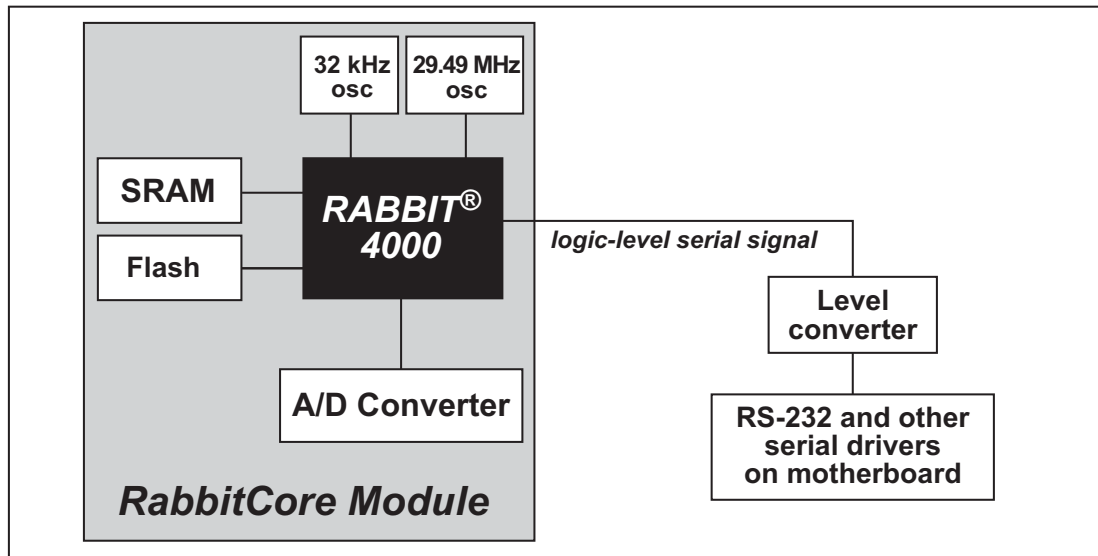 32 kHz
osc
29.49 MHz
osc
SRAM
Flash
RABBIT®
4000
logic-level serial signal
Level
converter
A/D Converter
RS-232 and other
serial drivers
on motherboard
RabbitCore Module